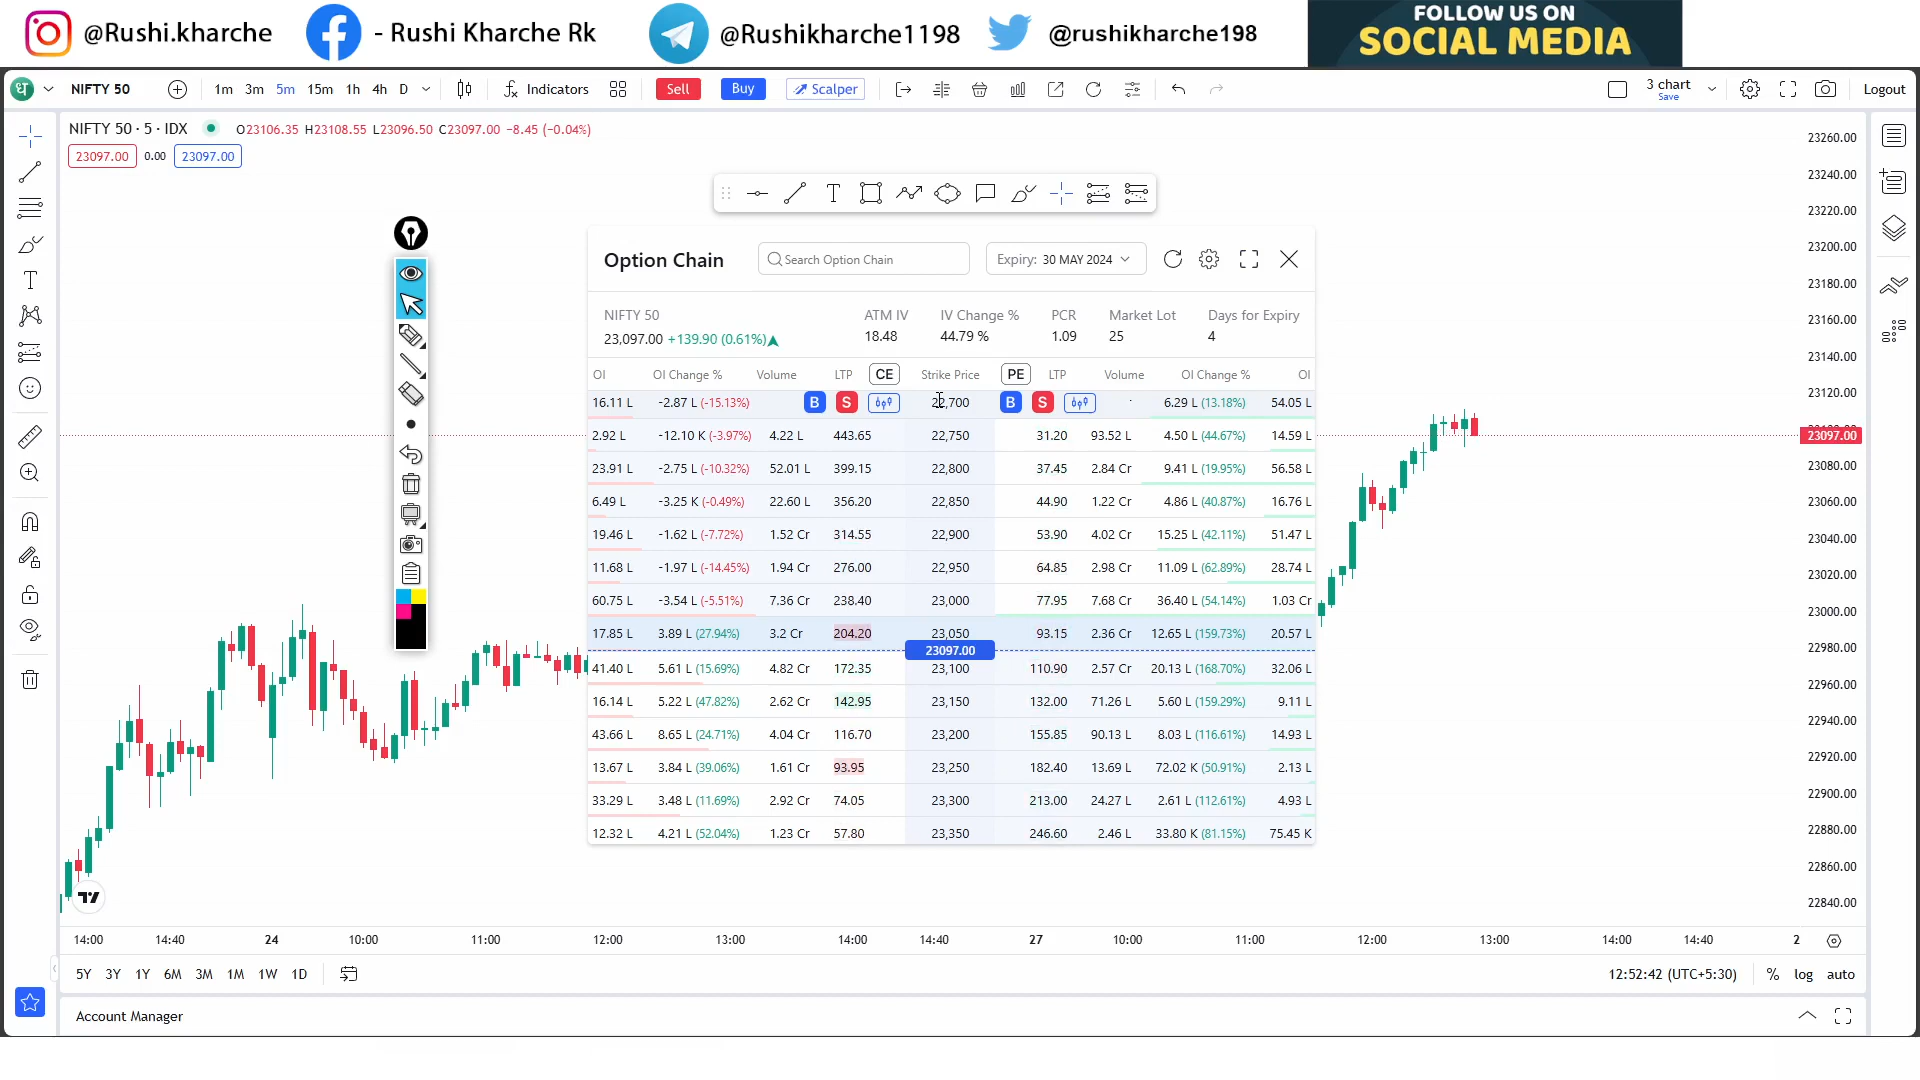 @Rushi.kharche - Rushi Kharche Rk @Rushikharche1198 @rushikharche198 FOLLOW US ON
SOCIAL MEDIA
NIFTY 50 1m 3m 5m 15m 1h 4h D Indicators Sell Buy Scalper 3 chart Save Logout
NIFTY 50 · 5 · IDX O23106.35 H23108.55 L23096.50 C23097.00 −8.45 (−0.04%)
23097.00 0.00 23097.00
Option Chain Search Option Chain Expiry: 30 MAY 2024
NIFTY 50 ATM IV IV Change % PCR Market Lot Days for Expiry
23,097.00 +139.90 (0.61%) 18.48 44.79 % 1.09 25 4
OI OI Change % Volume LTP CE Strike Price PE LTP Volume OI Change % OI
16.11 L -2.87 L (-15.13%) B S 22,700 B S 6.29 L (13.18%) 54.05 L
2.92 L -12.10 K (-3.97%) 4.22 L 443.65 22,750 31.20 93.52 L 4.50 L (44.67%) 14.59 L
23.91 L -2.75 L (-10.32%) 52.01 L 399.15 22,800 37.45 2.84 Cr 9.41 L (19.95%) 56.58 L
6.49 L -3.25 K (-0.49%) 22.60 L 356.20 22,850 44.90 1.22 Cr 4.86 L (40.87%) 16.76 L
19.46 L -1.62 L (-7.72%) 1.52 Cr 314.55 22,900 53.90 4.02 Cr 15.25 L (42.11%) 51.47 L
11.68 L -1.97 L (-14.45%) 1.94 Cr 276.00 22,950 64.85 2.98 Cr 11.09 L (62.89%) 28.74 L
60.75 L -3.54 L (-5.51%) 7.36 Cr 238.40 23,000 77.95 7.68 Cr 36.40 L (54.14%) 1.03 Cr
17.85 L 3.89 L (27.94%) 3.2 Cr 204.20 23,050 93.15 2.36 Cr 12.65 L (159.73%) 20.57 L
23097.00
41.40 L 5.61 L (15.69%) 4.82 Cr 172.35 23,100 110.90 2.57 Cr 20.13 L (168.70%) 32.06 L
16.14 L 5.22 L (47.82%) 2.62 Cr 142.95 23,150 132.00 71.26 L 5.60 L (159.29%) 9.11 L
43.66 L 8.65 L (24.71%) 4.04 Cr 116.70 23,200 155.85 90.13 L 8.03 L (116.61%) 14.93 L
13.67 L 3.84 L (39.06%) 1.61 Cr 93.95 23,250 182.40 13.69 L 72.02 K (50.91%) 2.13 L
33.29 L 3.48 L (11.69%) 2.92 Cr 74.05 23,300 213.00 24.27 L 2.61 L (112.61%) 4.93 L
12.32 L 4.21 L (52.04%) 1.23 Cr 57.80 23,350 246.60 2.46 L 33.80 K (81.15%) 75.45 K
23260.00
23240.00
23220.00
23200.00
23180.00
23160.00
23140.00
23120.00
23097.00
23080.00
23060.00
23040.00
23020.00
23000.00
22980.00
22960.00
22940.00
22920.00
22900.00
22880.00
22860.00
22840.00
14:00 14:40 24 10:00 11:00 12:00 13:00 14:00 14:40 27 10:00 11:00 12:00 13:00 14:00 14:40 2
5Y 3Y 1Y 6M 3M 1M 1W 1D 12:52:42 (UTC+5:30) % log auto
Account Manager